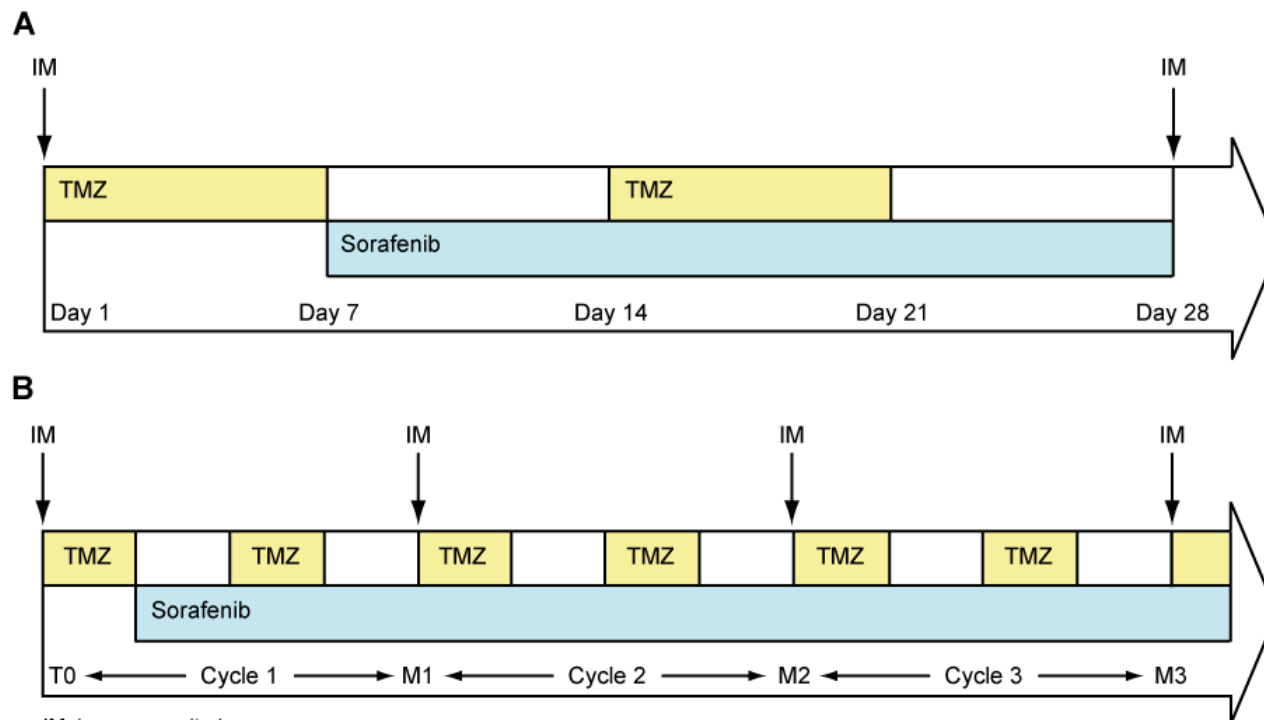 A
IM IM
TMZ TMZ
Sorafenib
Day 1 Day 7 Day 14 Day 21 Day 28
B
IM IM IM IM
TMZ TMZ TMZ TMZ TMZ TMZ
Sorafenib
T0 Cycle 1 M1 Cycle 2 M2 Cycle 3 M3